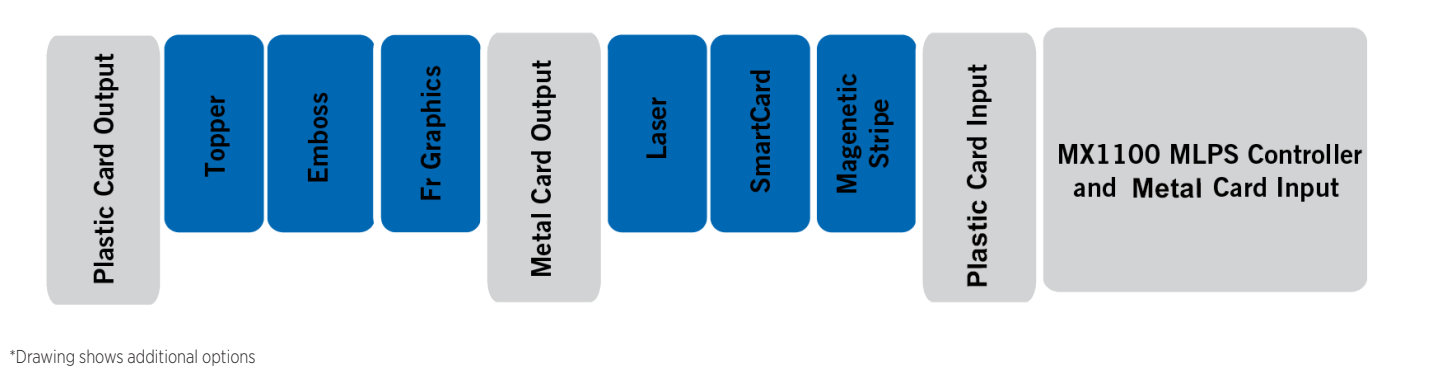 Plastic Card Output
Topper
Emboss
Fr Graphics
Metal Card Output
Laser
SmartCard
Magenetic
Stripe
Plastic Card Input
MX1100 MLPS Controller
and Metal Card Input
*Drawing shows additional options